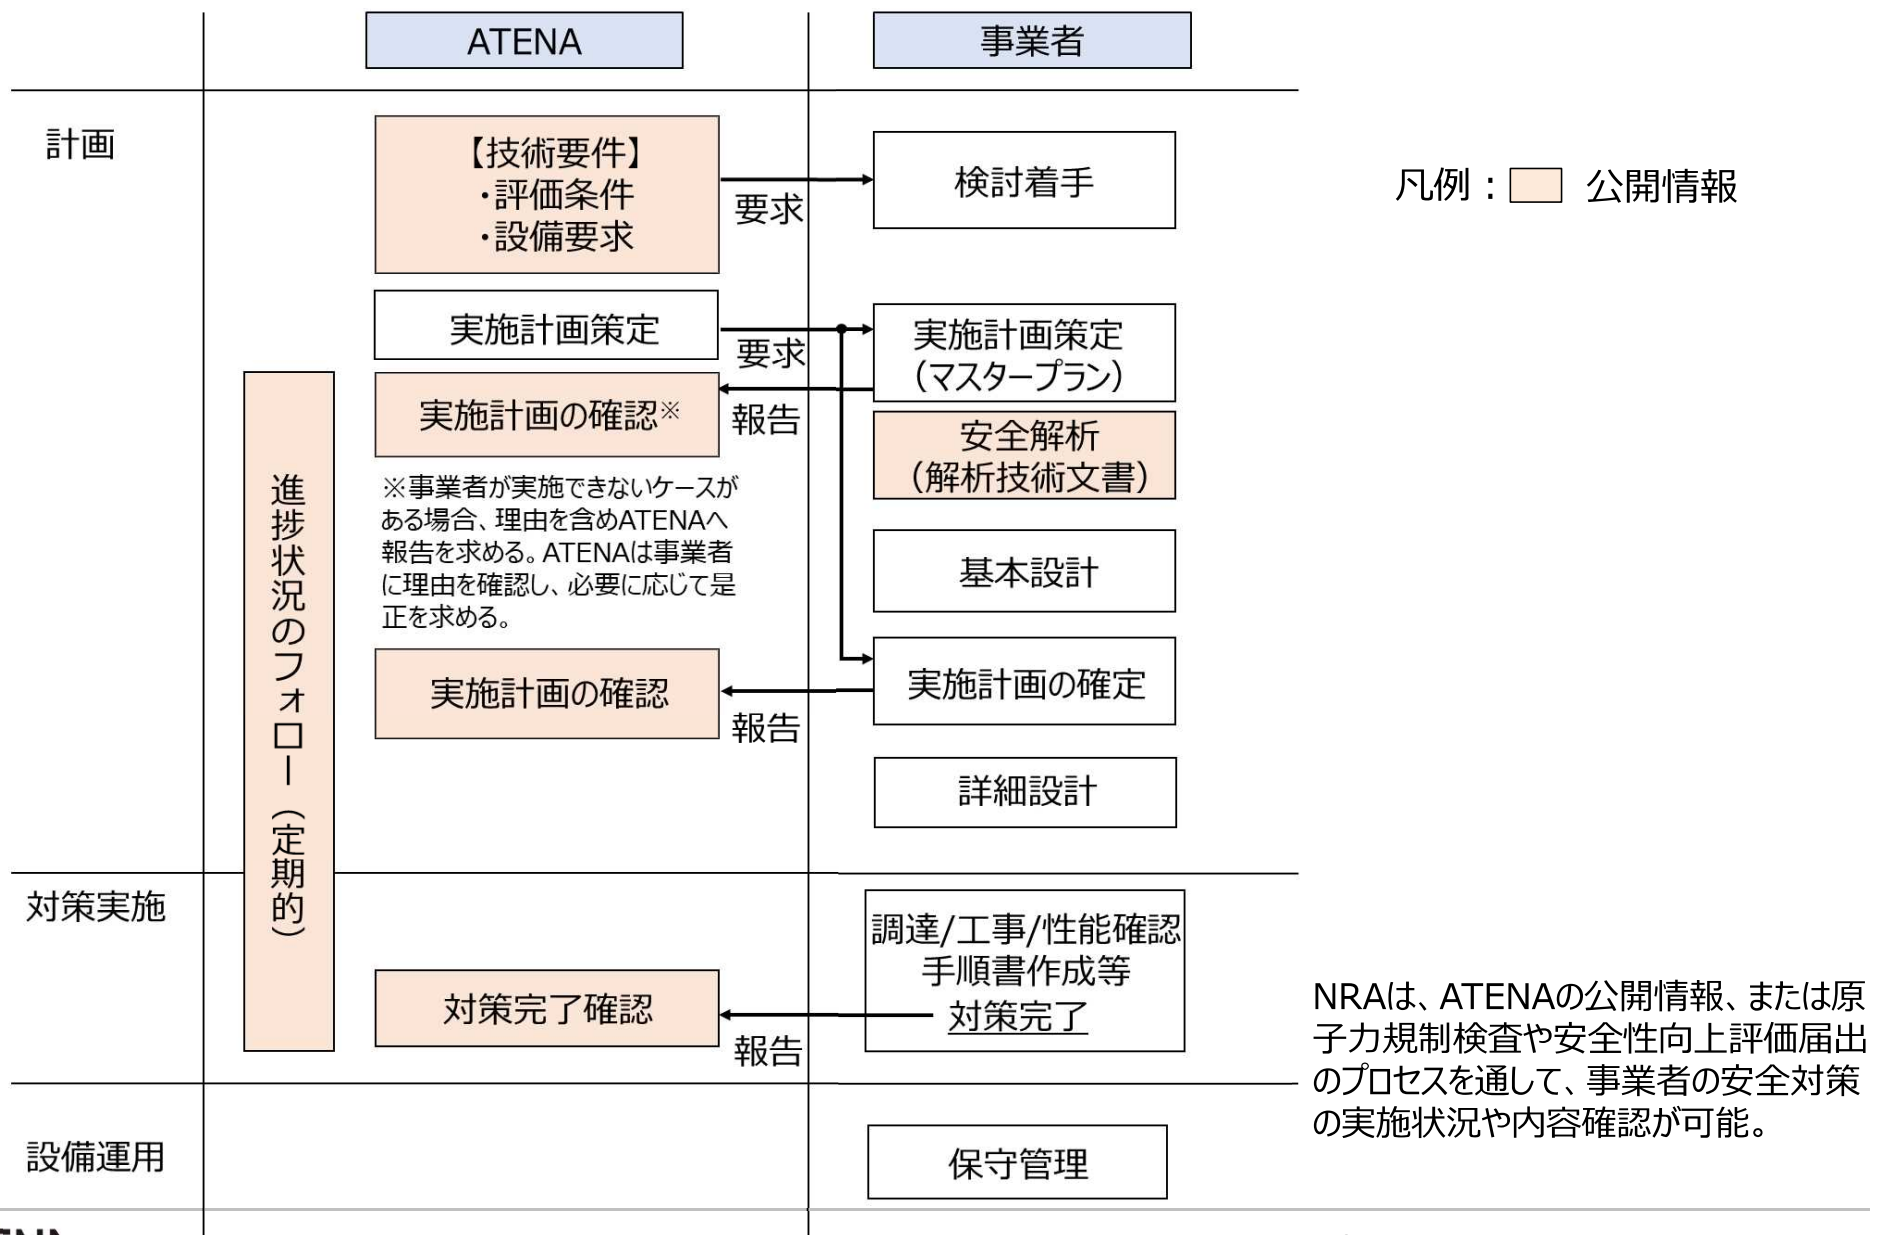 ATENA
事業者
計画
【技術要件】
・評価条件
・設備要求
要求
検討着手
凡例：
公開情報
実施計画策定
要求
実施計画策定
（マスタープラン）
実施計画の確認※
報告
安全解析
（解析技術文書）
※事業者が実施できないケースが
ある場合、理由を含めATENAへ
報告を求める。ATENAは事業者
に理由を確認し、必要に応じて是
正を求める。
基本設計
進捗状況のフォロー（定期的）
実施計画の確認
報告
実施計画の確定
詳細設計
対策実施
調達/工事/性能確認
手順書作成等
対策完了
対策完了確認
報告
NRAは、ATENAの公開情報、または原
子力規制検査や安全性向上評価届出
のプロセスを通して、事業者の安全対策
の実施状況や内容確認が可能。
設備運用
保守管理